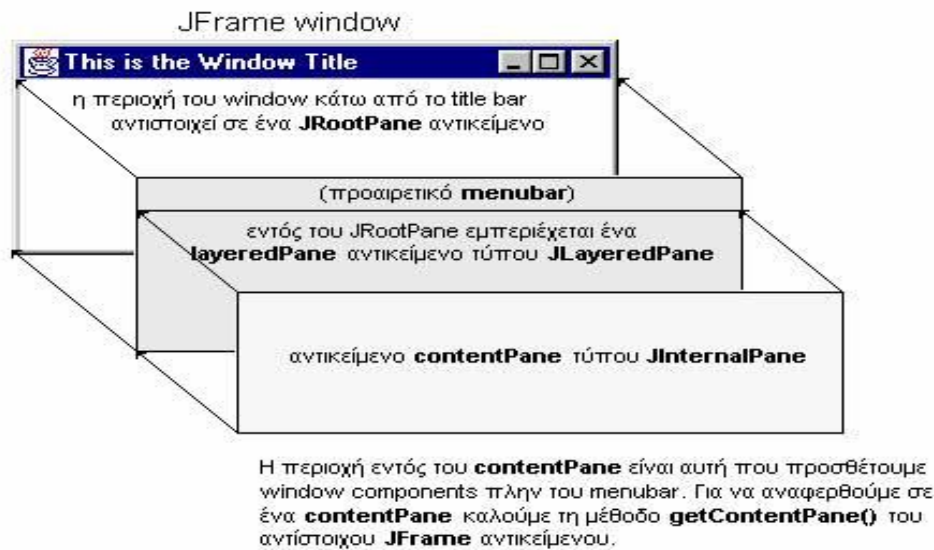 JFrame window
This is the Window Title
η περιοχή του window κάτω από το title bar
αντιστοιχεί σε ένα JRootPane αντικείμενο
(προαιρετικό menubar)
εντός του JRootPane εμπεριέχεται ένα
layeredPane αντικείμενο τύπου JLayeredPane
αντικείμενο contentPane τύπου JInternalPane
Η περιοχή εντός του contentPane είναι αυτή που προσθέτουμε
window components πλην του menubar. Για να αναφερθούμε σε
ένα contentPane καλούμε τη μέθοδο getContentPane() του
αντίστοιχου JFrame αντικειμένου.